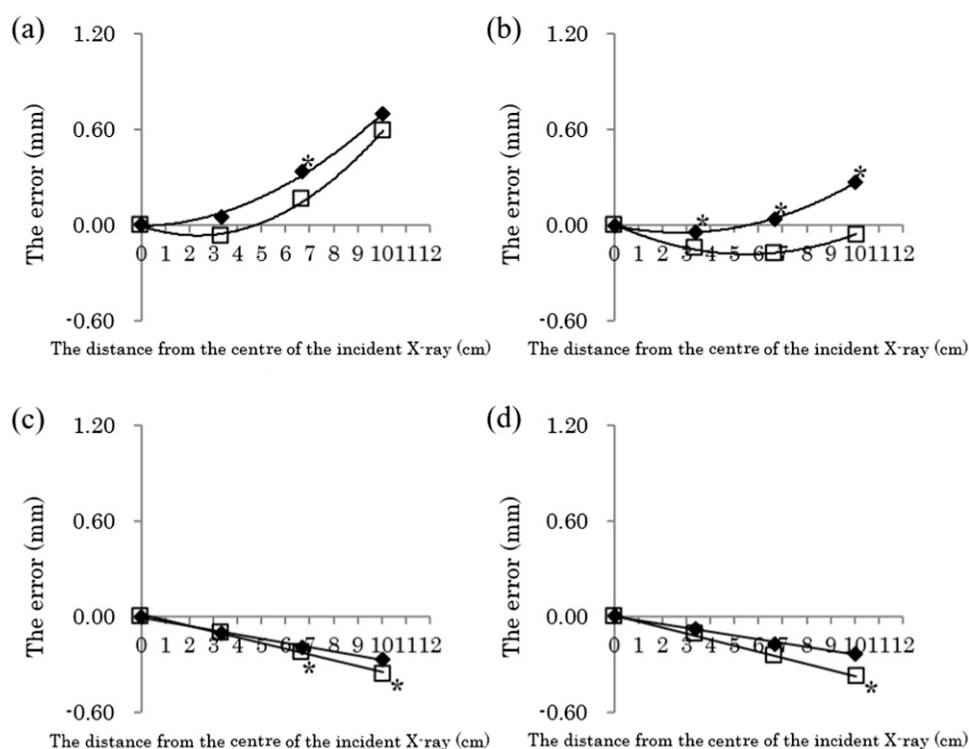 (a)
1.20
0.60
0.00
-0.60
The error (mm)
0 1 2 3 4 5 6 7 8 9 10 11 12
The distance from the centre of the incident X-ray (cm)
*
(b)
1.20
0.60
0.00
-0.60
The error (mm)
0 1 2 3 4 5 6 7 8 9 10 11 12
The distance from the centre of the incident X-ray (cm)
*
*
*
(c)
1.20
0.60
0.00
-0.60
The error (mm)
0 1 2 3 4 5 6 7 8 9 10 11 12
The distance from the centre of the incident X-ray (cm)
*
*
(d)
1.20
0.60
0.00
-0.60
The error (mm)
0 1 2 3 4 5 6 7 8 9 10 11 12
The distance from the centre of the incident X-ray (cm)
*